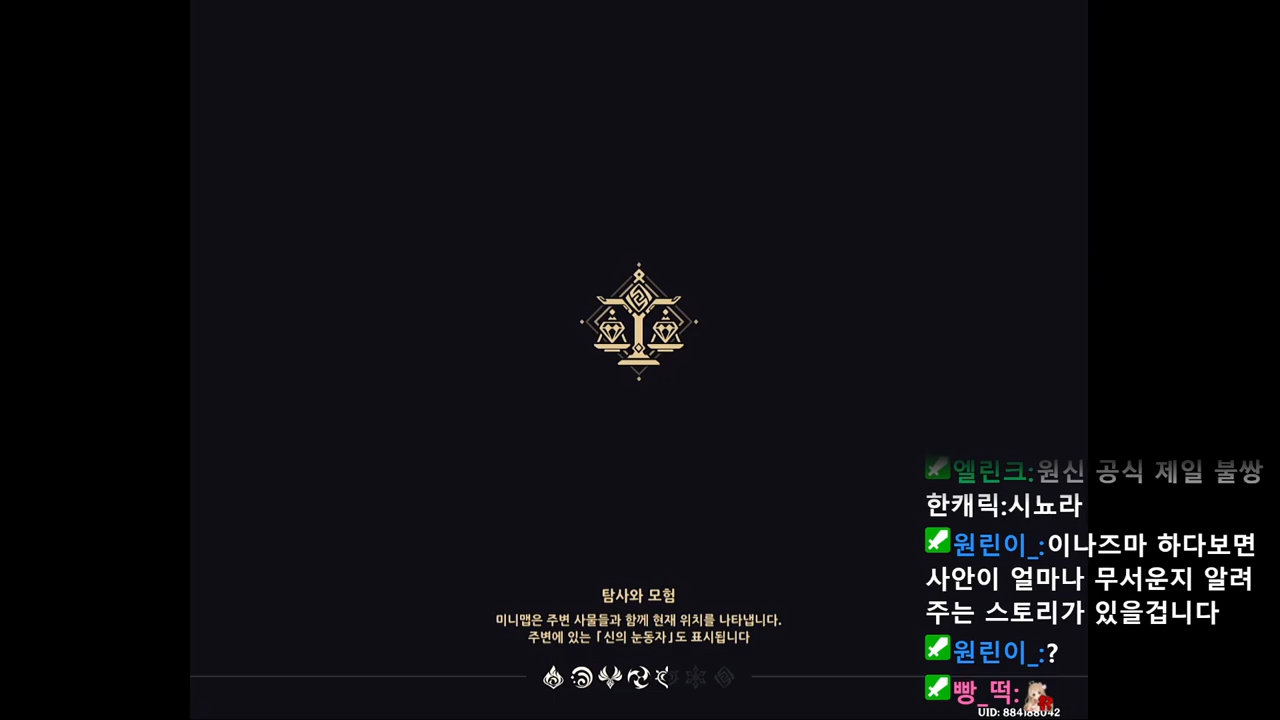 엘린크:원신 공식 제일 불쌍
한캐릭:시뇨라
원린이_:이나즈마 하다보면
사안이 얼마나 무서운지 알려
주는 스토리가 있을겁니다
원린이_:?
빵_떡:
탐사와 모험
미니맵은 주변 사물들과 함께 현재 위치를 나타냅니다.
주변에 있는 「신의 눈동자」도 표시됩니다
UID: 884188042